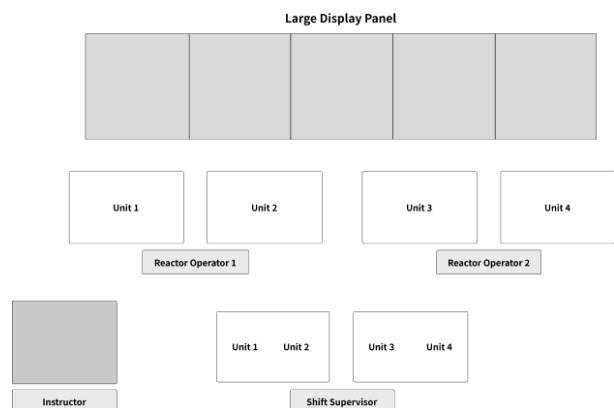 Large Display Panel
Unit 1
Unit 2
Unit 3
Unit 4
Reactor Operator 1
Reactor Operator 2
Unit 1
Unit 2
Unit 3
Unit 4
Instructor
Shift Supervisor